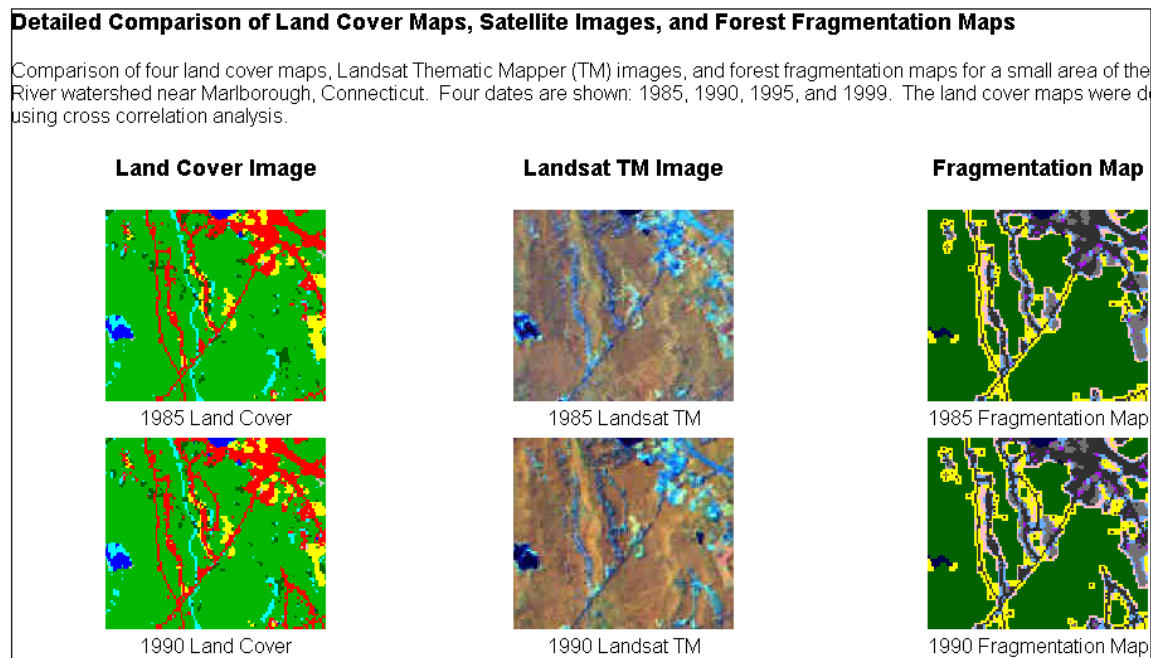 Detailed Comparison of Land Cover Maps, Satellite Images, and Forest Fragmentation Maps
Comparison of four land cover maps, Landsat Thematic Mapper (TM) images, and forest fragmentation maps for a small area of the
River watershed near Marlborough, Connecticut. Four dates are shown: 1985, 1990, 1995, and 1999. The land cover maps were
using cross correlation analysis.
Land Cover Image Landsat TM Image Fragmentation Map
1985 Land Cover 1985 Landsat TM 1985 Fragmentation Map
1990 Land Cover 1990 Landsat TM 1990 Fragmentation Map